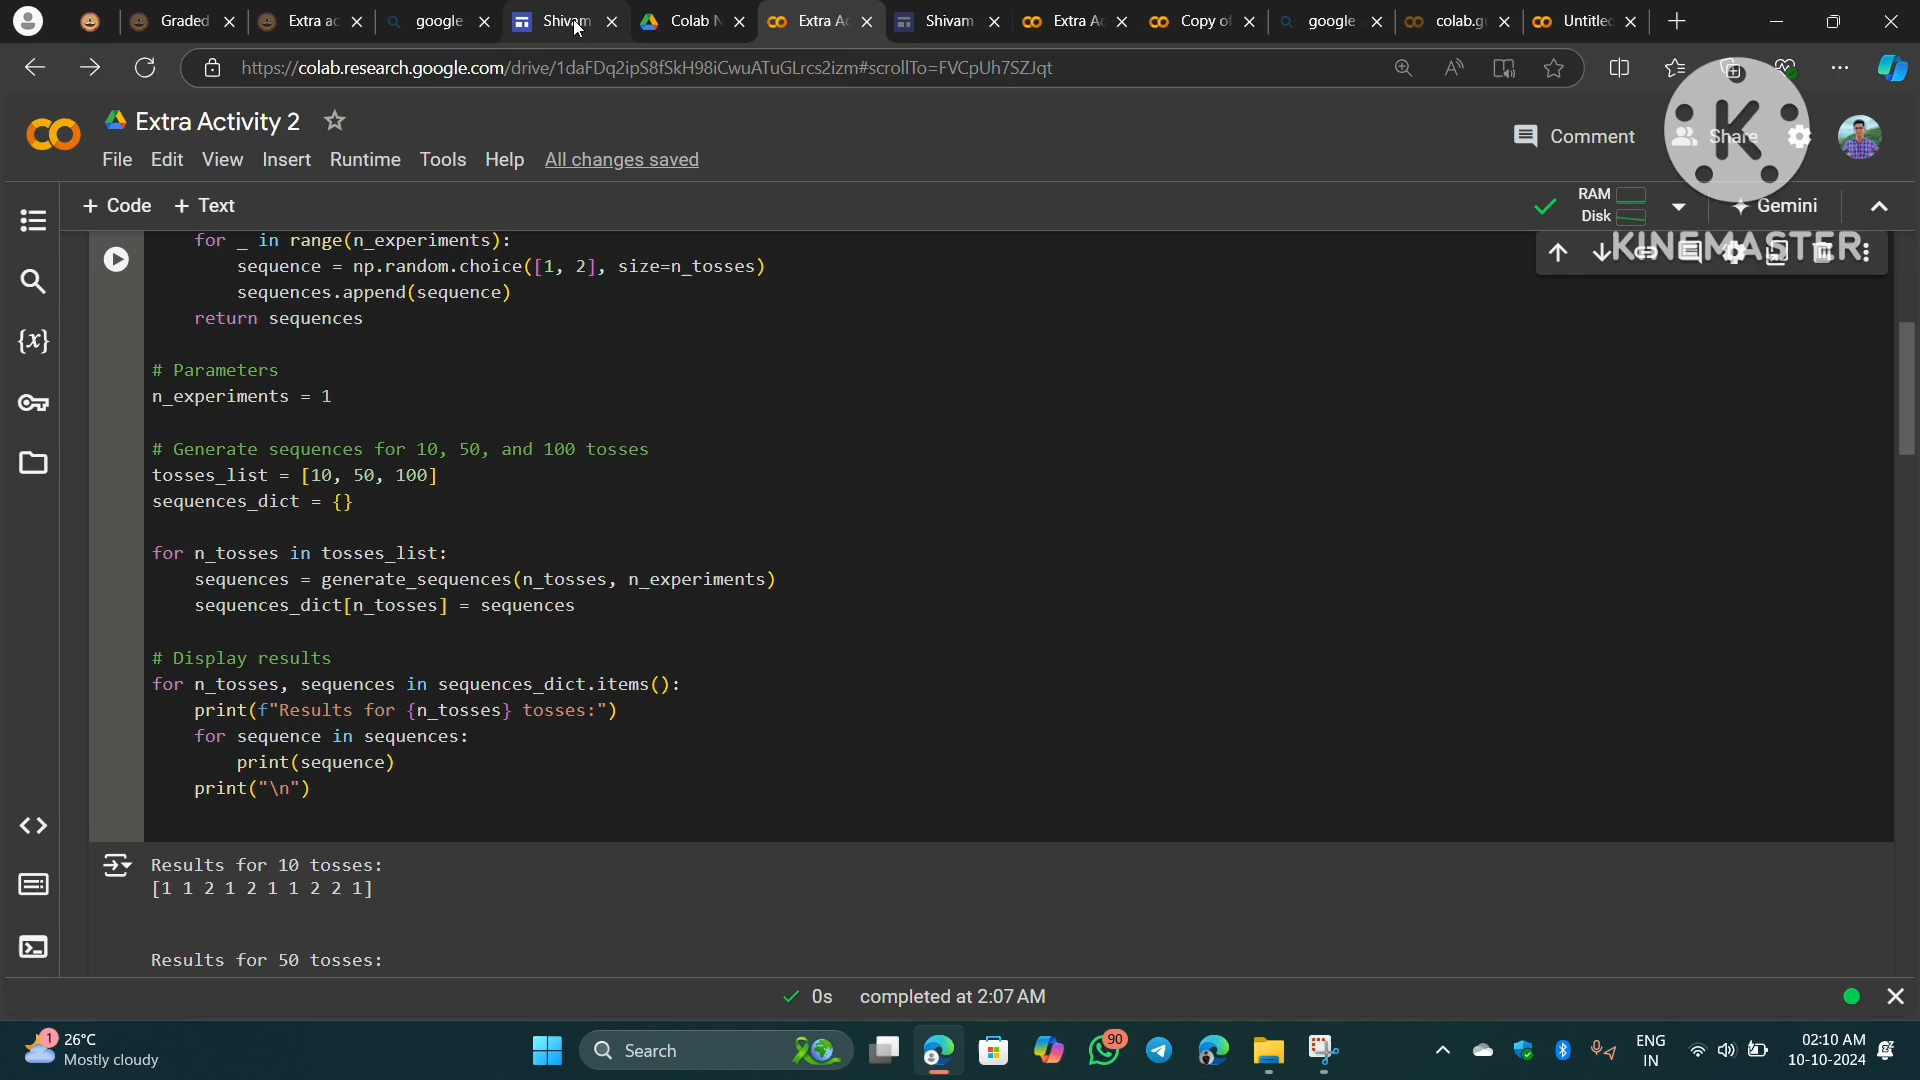 Graded
Extra ac
google
Shivam
Colab N
Extra Ac
Shivam
Extra Ac
Copy of
google
colab.g
Untitled
https://colab.research.google.com/drive/1daFDq2ipS8fSkH98iCwuATuGLrcs2izm#scrollTo=FVCpUh7SZJqt
Extra Activity 2
File Edit View Insert Runtime Tools Help All changes saved
Comment
Share
K
+ Code + Text
RAM
Disk
Gemini
KINEMASTER
for _ in range(n_experiments):
sequence = np.random.choice([1, 2], size=n_tosses)
sequences.append(sequence)
return sequences
# Parameters
n_experiments = 1
# Generate sequences for 10, 50, and 100 tosses
tosses_list = [10, 50, 100]
sequences_dict = {}
for n_tosses in tosses_list:
sequences = generate_sequences(n_tosses, n_experiments)
sequences_dict[n_tosses] = sequences
# Display results
for n_tosses, sequences in sequences_dict.items():
print(f"Results for {n_tosses} tosses:")
for sequence in sequences:
print(sequence)
print("\n")
Results for 10 tosses:
[1 1 2 1 2 1 1 2 2 1]
Results for 50 tosses:
0s completed at 2:07 AM
1
26°C
Mostly cloudy
Search
90
ENG
IN
02:10 AM
10-10-2024